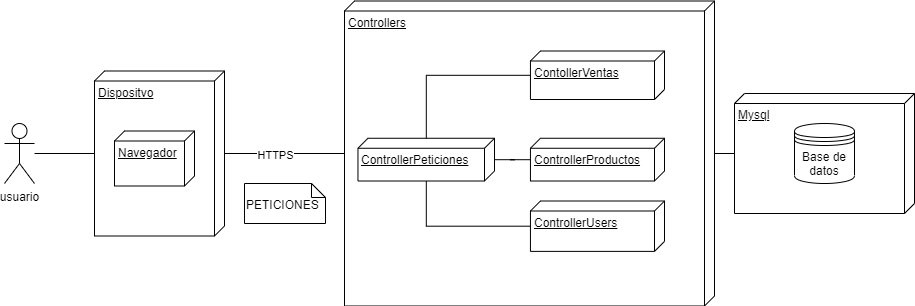 Controllers
Dispositvo
ContollerVentas
Mysql
Navegador
HTTPS
ControllerPeticiones
ControllerProductos
Base de
datos
usuario
PETICIONES
ControllerUsers